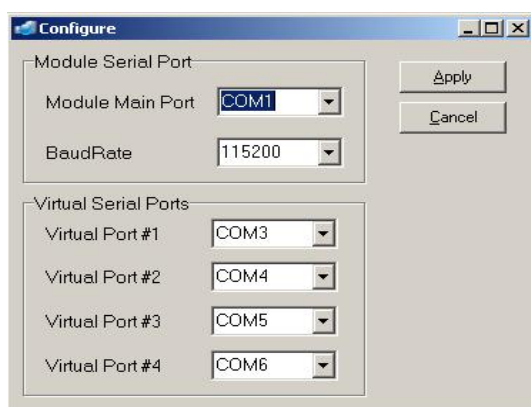 Configure
Module Serial Port
Module Main Port COM1
BaudRate 115200
Apply
Cancel
Virtual Serial Ports
Virtual Port #1 COM3
Virtual Port #2 COM4
Virtual Port #3 COM5
Virtual Port #4 COM6